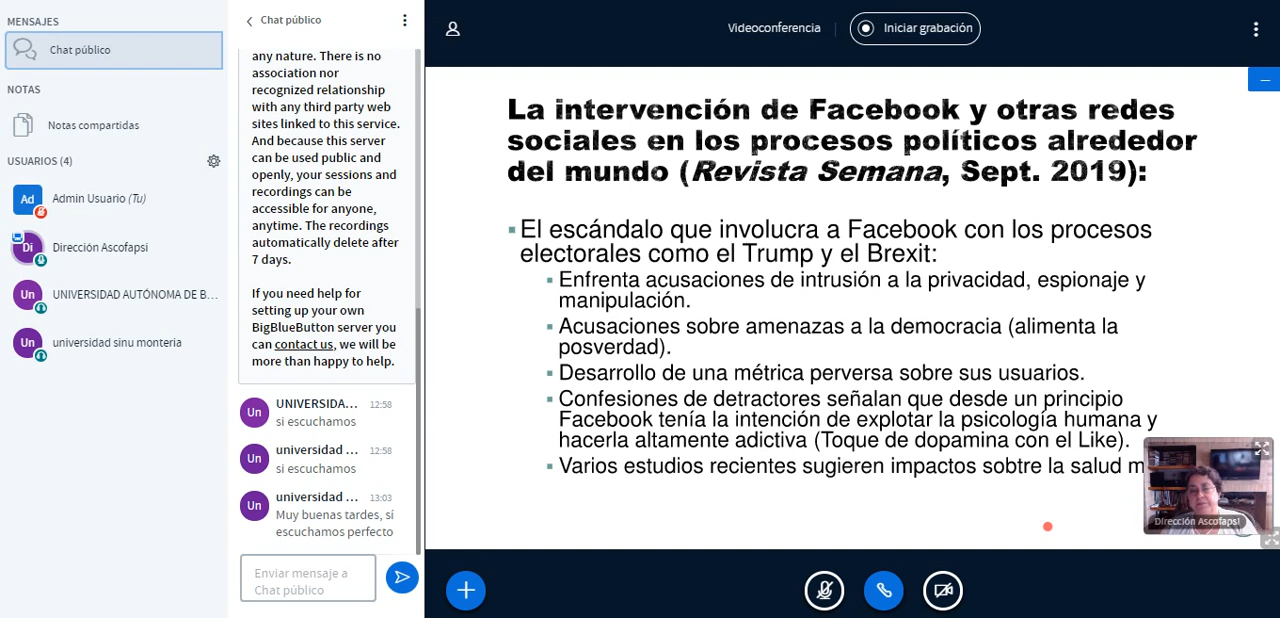 MENSAJES
Chat público
NOTAS
Notas compartidas
USUARIOS (4)
Ad
Admin Usuario (Tu)
Di
Dirección Ascofapsi
Un
UNIVERSIDAD AUTÓNOMA DE B...
Un
universidad sinu monteria
Chat público
any nature. There is no
association nor
recognized relationship
with any third party web
sites linked to this service.
And because this server
can be used public and
openly, your sessions and
recordings can be
accessible for anyone,
anytime. The recordings
automatically delete after
7 days.
If you need help for
setting up your own
BigBlueButton server you
can contact us, we will be
more than happy to help.
Un
UNIVERSIDA... 12:58
si escuchamos
Un
universidad ... 12:58
si escuchamos
Un
universidad ... 13:03
Muy buenas tardes, sí
escuchamos perfecto
Enviar mensaje a
Chat público
Videoconferencia
Iniciar grabación
La intervención de Facebook y otras redes
sociales en los procesos políticos alrededor
del mundo (Revista Semana, Sept. 2019):
El escándalo que involucra a Facebook con los procesos
electorales como el Trump y el Brexit:
Enfrenta acusaciones de intrusión a la privacidad, espionaje y
manipulación.
Acusaciones sobre amenazas a la democracia (alimenta la
posverdad).
Desarrollo de una métrica perversa sobre sus usuarios.
Confesiones de detractores señalan que desde un principio
Facebook tenía la intención de explotar la psicología humana y
hacerla altamente adictiva (Toque de dopamina con el Like).
Varios estudios recientes sugieren impactos sobtre la salud m
Dirección Ascofapsi